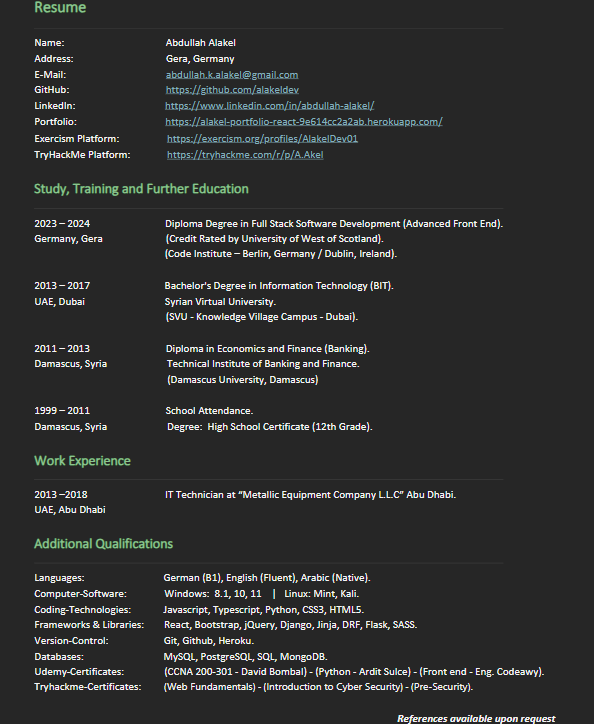 Resume
Name: Abdullah Alakel
Address: Gera, Germany
E-Mail: abdullah.k.alakel@gmail.com
GitHub: https://github.com/alakeldev
LinkedIn: https://www.linkedin.com/in/abdullah-alakel/
Portfolio: https://alakel-portfolio-react-9e614cc2a2ab.herokuapp.com/
Exercism Platform: https://exercism.org/profiles/AlakelDev01
TryHackMe Platform: https://tryhackme.com/r/p/A.Akel
Study, Training and Further Education
2023 – 2024 Diploma Degree in Full Stack Software Development (Advanced Front End).
Germany, Gera (Credit Rated by University of West of Scotland).
(Code Institute – Berlin, Germany / Dublin, Ireland).
2013 – 2017 Bachelor's Degree in Information Technology (BIT).
UAE, Dubai Syrian Virtual University.
(SVU - Knowledge Village Campus - Dubai).
2011 – 2013 Diploma in Economics and Finance (Banking).
Damascus, Syria Technical Institute of Banking and Finance.
(Damascus University, Damascus)
1999 – 2011 School Attendance.
Damascus, Syria Degree: High School Certificate (12th Grade).
Work Experience
2013 –2018 IT Technician at “Metallic Equipment Company L.L.C” Abu Dhabi.
UAE, Abu Dhabi
Additional Qualifications
Languages: German (B1), English (Fluent), Arabic (Native).
Computer-Software: Windows: 8.1, 10, 11 | Linux: Mint, Kali.
Coding-Technologies: Javascript, Typescript, Python, CSS3, HTML5.
Frameworks & Libraries: React, Bootstrap, jQuery, Django, Jinja, DRF, Flask, SASS.
Version-Control: Git, Github, Heroku.
Databases: MySQL, PostgreSQL, SQL, MongoDB.
Udemy-Certificates: (CCNA 200-301 - David Bombal) - (Python - Ardit Sulce) - (Front end - Eng. Codeawy).
Tryhackme-Certificates: (Web Fundamentals) - (Introduction to Cyber Security) - (Pre-Security).
References available upon request